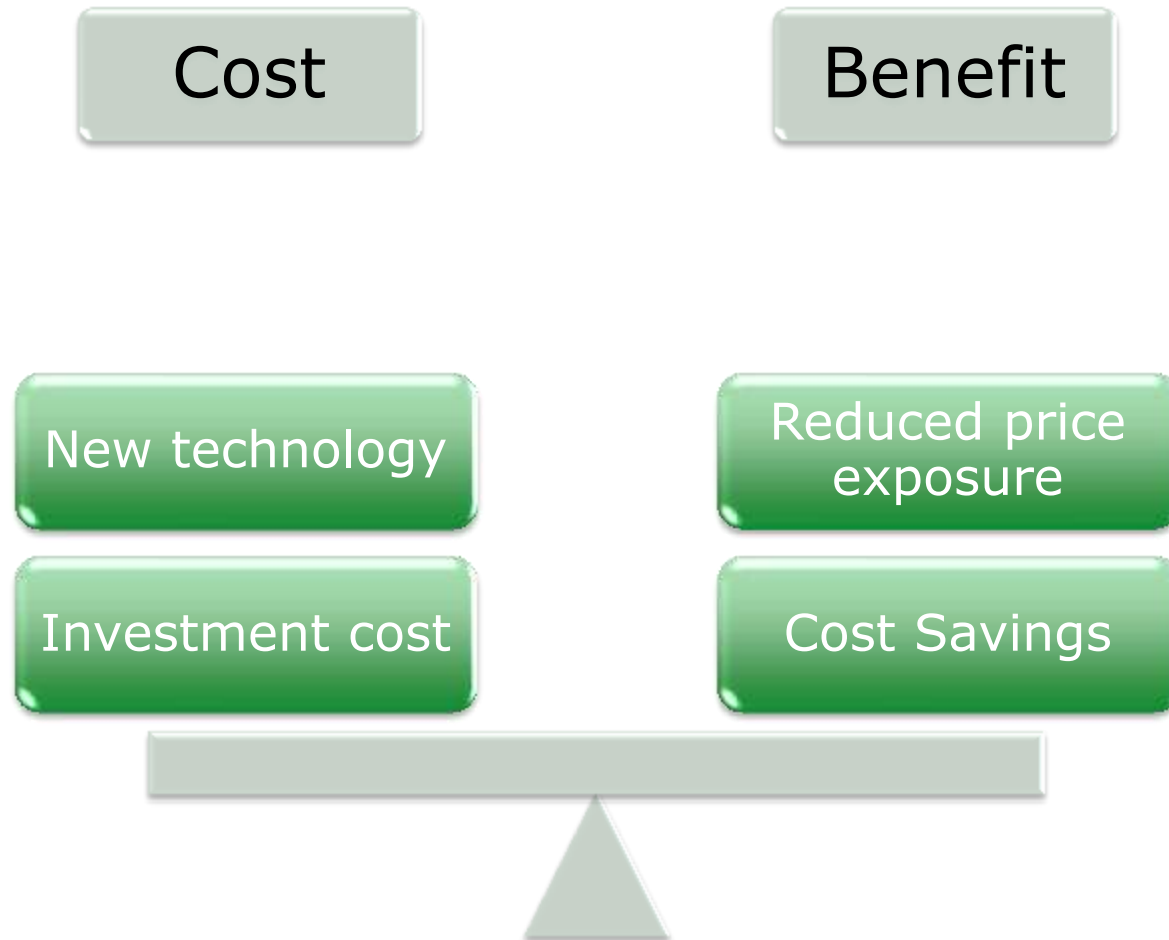 Cost
Benefit
New technology
Reduced price
exposure
Investment cost
Cost Savings